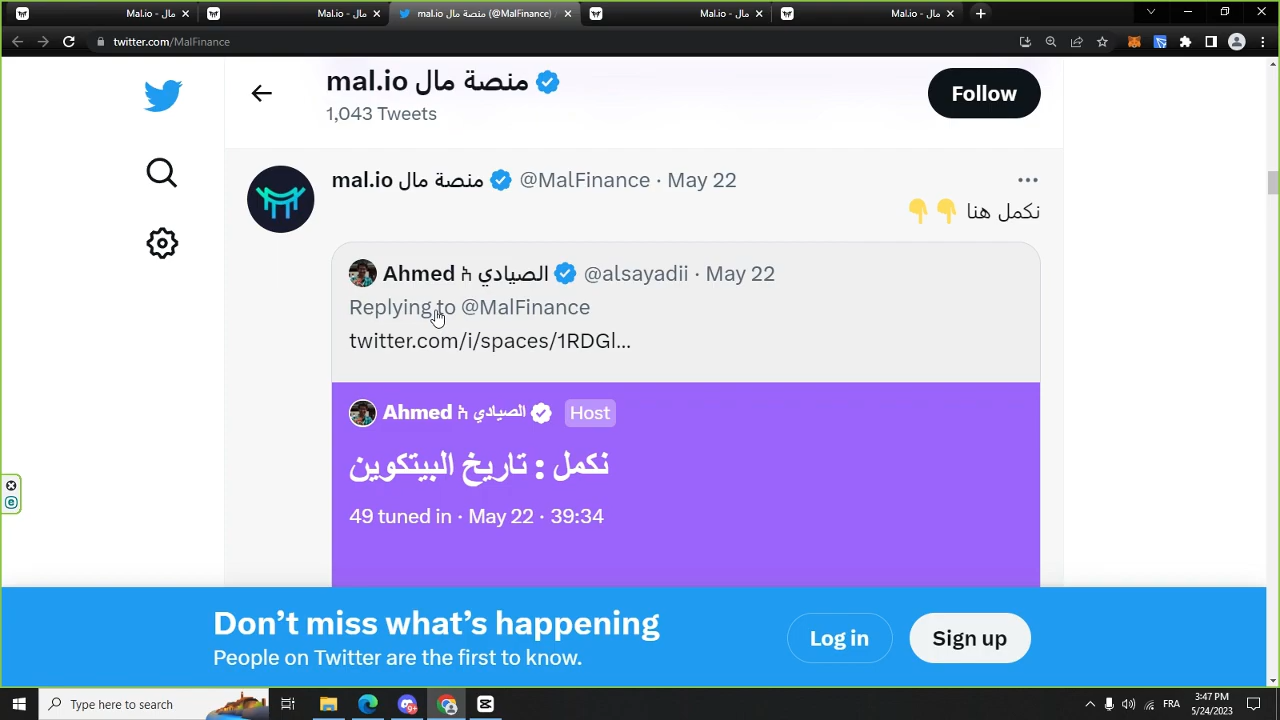 مال - Mal.io
مال - Mal.io
منصة مال mal.io (@MalFinance) /
مال - Mal.io
مال - Mal.io
twitter.com/MalFinance
mal.io منصة مال
1,043 Tweets
Follow
mal.io منصة مال @MalFinance · May 22
نكمل هنا 👇 👇
Ahmed ከ الصيادي @alsayadii · May 22
Replying to @MalFinance
twitter.com/i/spaces/1RDGl...
Ahmed ከ الصيادي Host
نكمل : تاريخ البيتكوين
49 tuned in · May 22 · 39:34
Don't miss what's happening
People on Twitter are the first to know.
Log in
Sign up
Type here to search
FRA
3:47 PM
5/24/2023